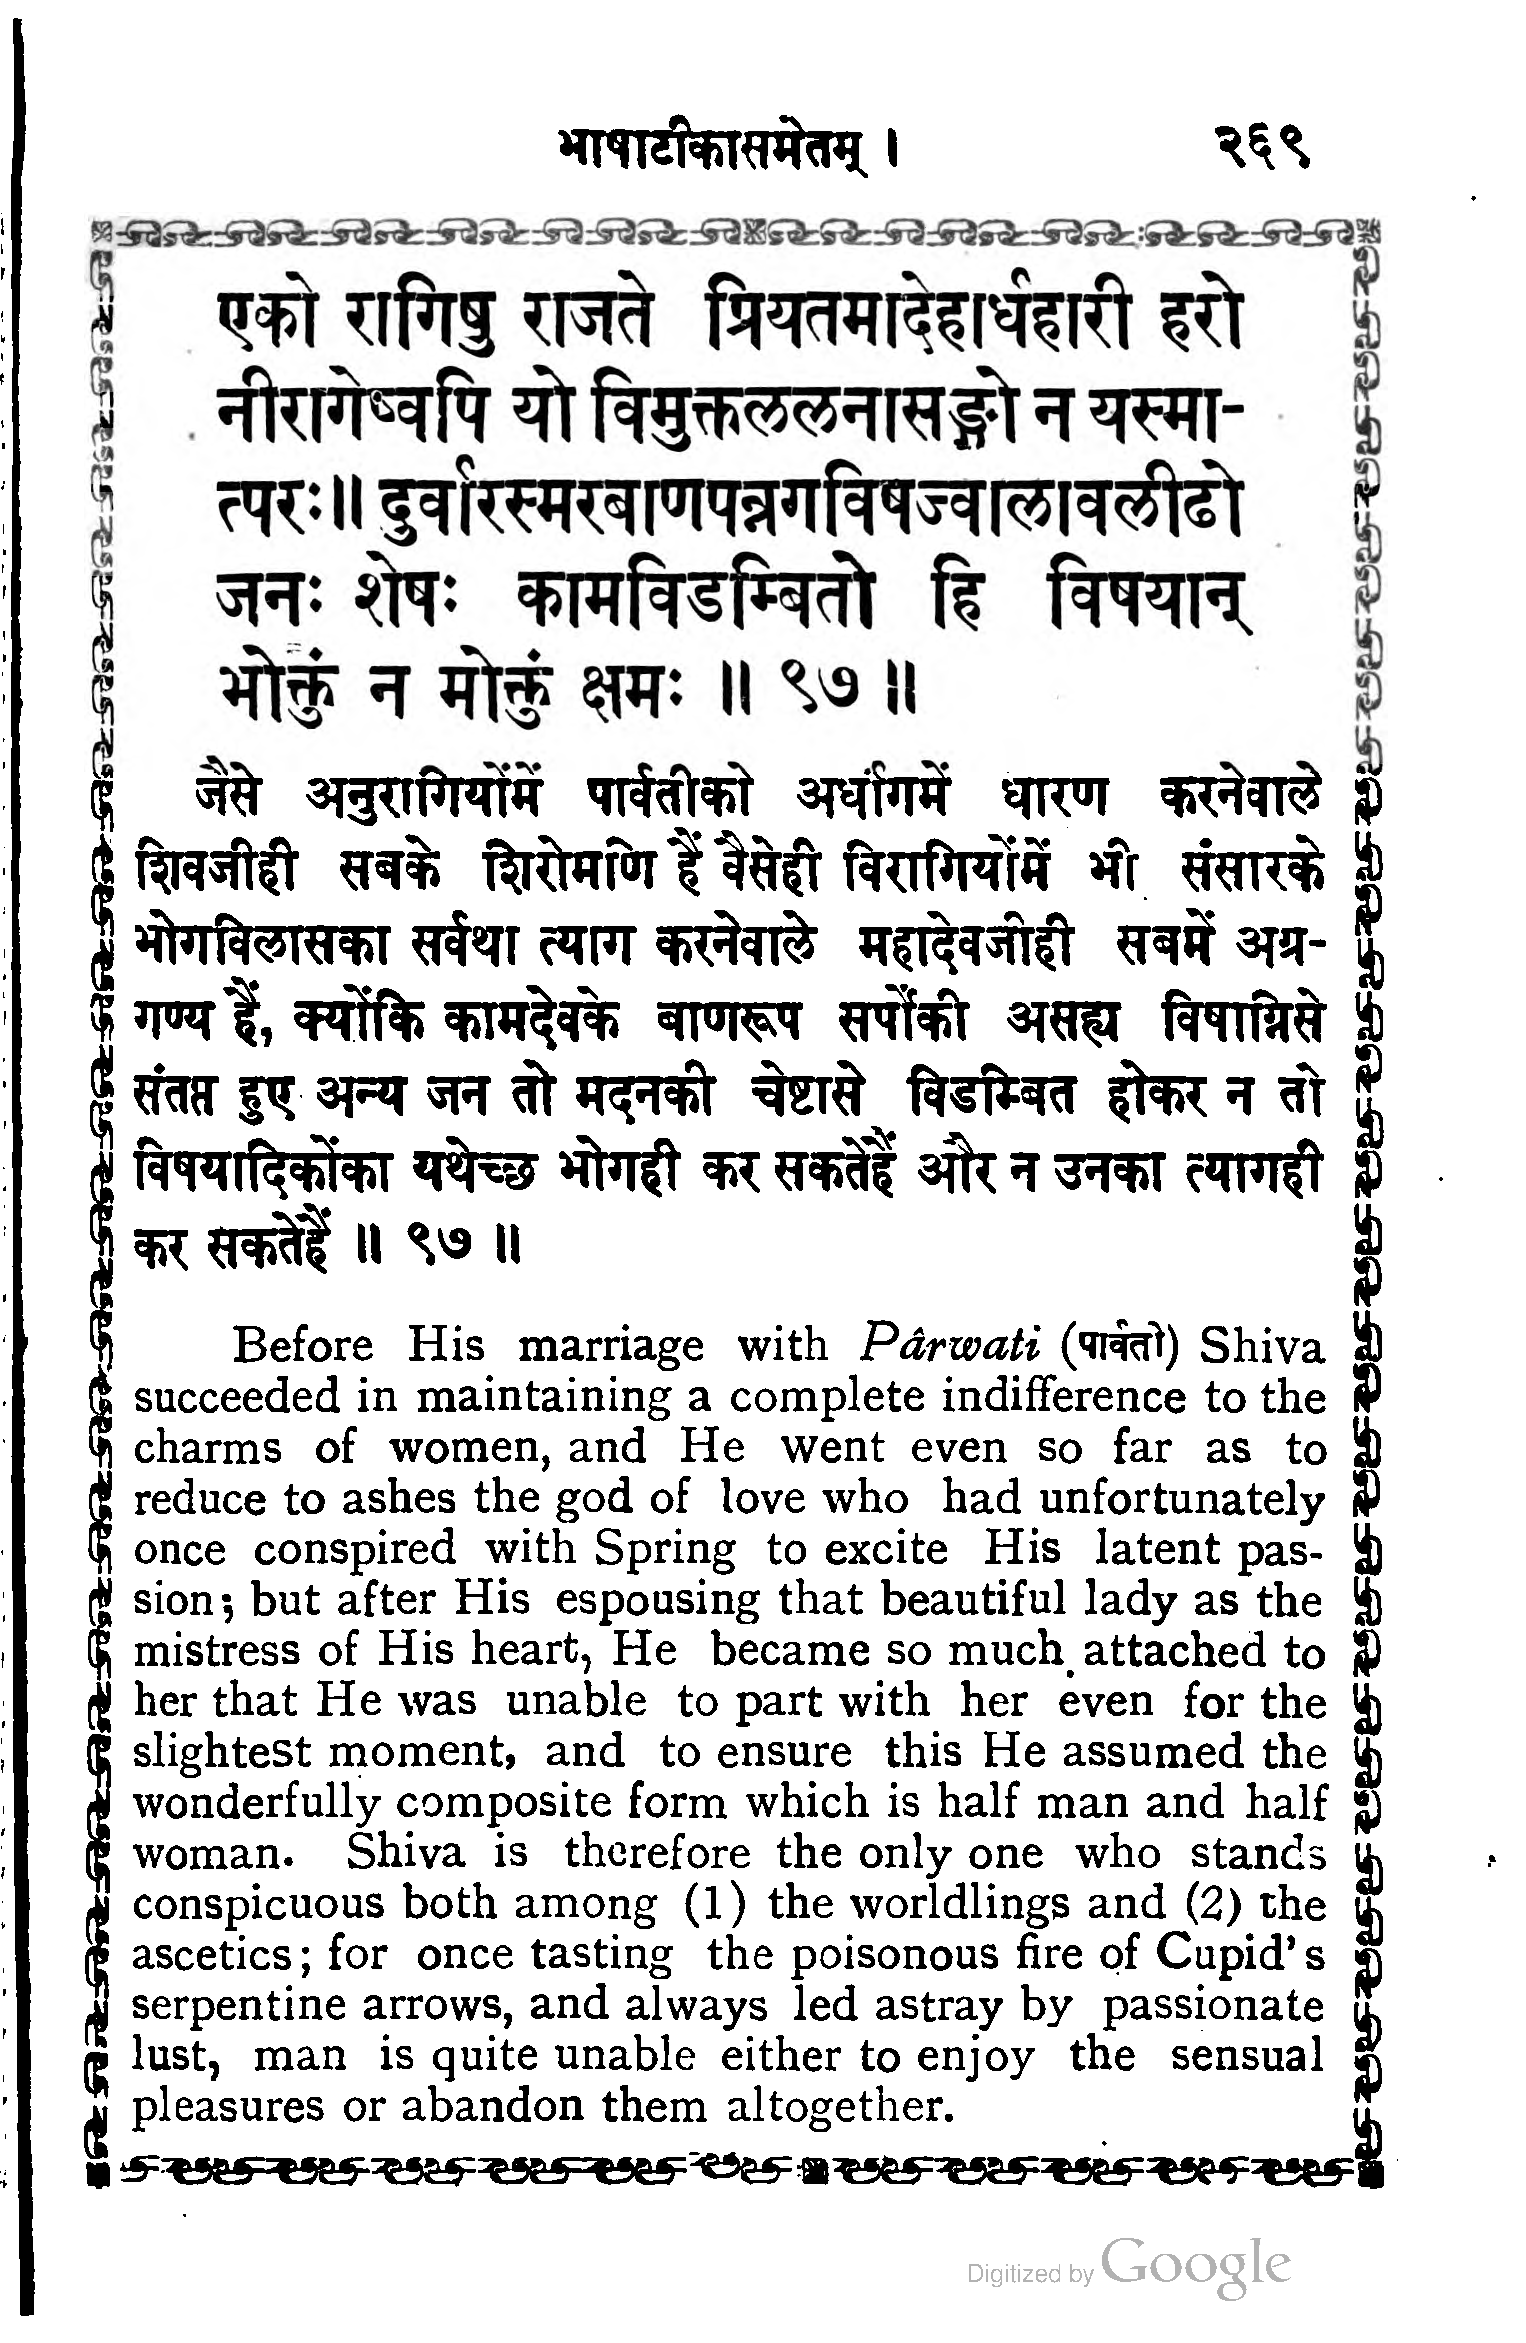 भाषाटीकासमेतम् । २६९
एको रागिषु राजते प्रियतमादेहार्धहारी हरो
नीरागेष्वपि यो विमुक्तललनासङ्गो न यस्मा-
त्परः॥ दुर्वारस्मरबाणपन्नगविषज्वालावलीढो
जनः शेषः कामविडम्बितो हि विषयान्
भोक्तुं न मोक्तुं क्षमः ॥ ९७ ॥
जैसे अनुरागियोंमें पार्वतीको अर्धांगमें धारण करनेवाले
शिवजीही सबके शिरोमणि हैं वैसेही विरागियोंमें भी संसारके
भोगविलासका सर्वथा त्याग करनेवाले महादेवजीही सबमें अग्र-
गण्य हैं, क्योंकि कामदेवके बाणरूप सर्पोंकी असह्य विषाग्निसे
संतप्त हुए अन्य जन तो मदनकी चेष्टासे विडम्बित होकर न तो
विषयादिकोंका यथेच्छ भोगही कर सकतेहैं और न उनका त्यागही
कर सकतेहैं ॥ ९७ ॥
Before His marriage with Pârwati (पार्वती) Shiva
succeeded in maintaining a complete indifference to the
charms of women, and He went even so far as to
reduce to ashes the god of love who had unfortunately
once conspired with Spring to excite His latent pas-
sion; but after His espousing that beautiful lady as the
mistress of His heart, He became so much attached to
her that He was unable to part with her even for the
slightest moment, and to ensure this He assumed the
wonderfully composite form which is half man and half
woman. Shiva is therefore the only one who stands
conspicuous both among (1) the worldlings and (2) the
ascetics; for once tasting the poisonous fire of Cupid's
serpentine arrows, and always led astray by passionate
lust, man is quite unable either to enjoy the sensual
pleasures or abandon them altogether.
Digitized by Google